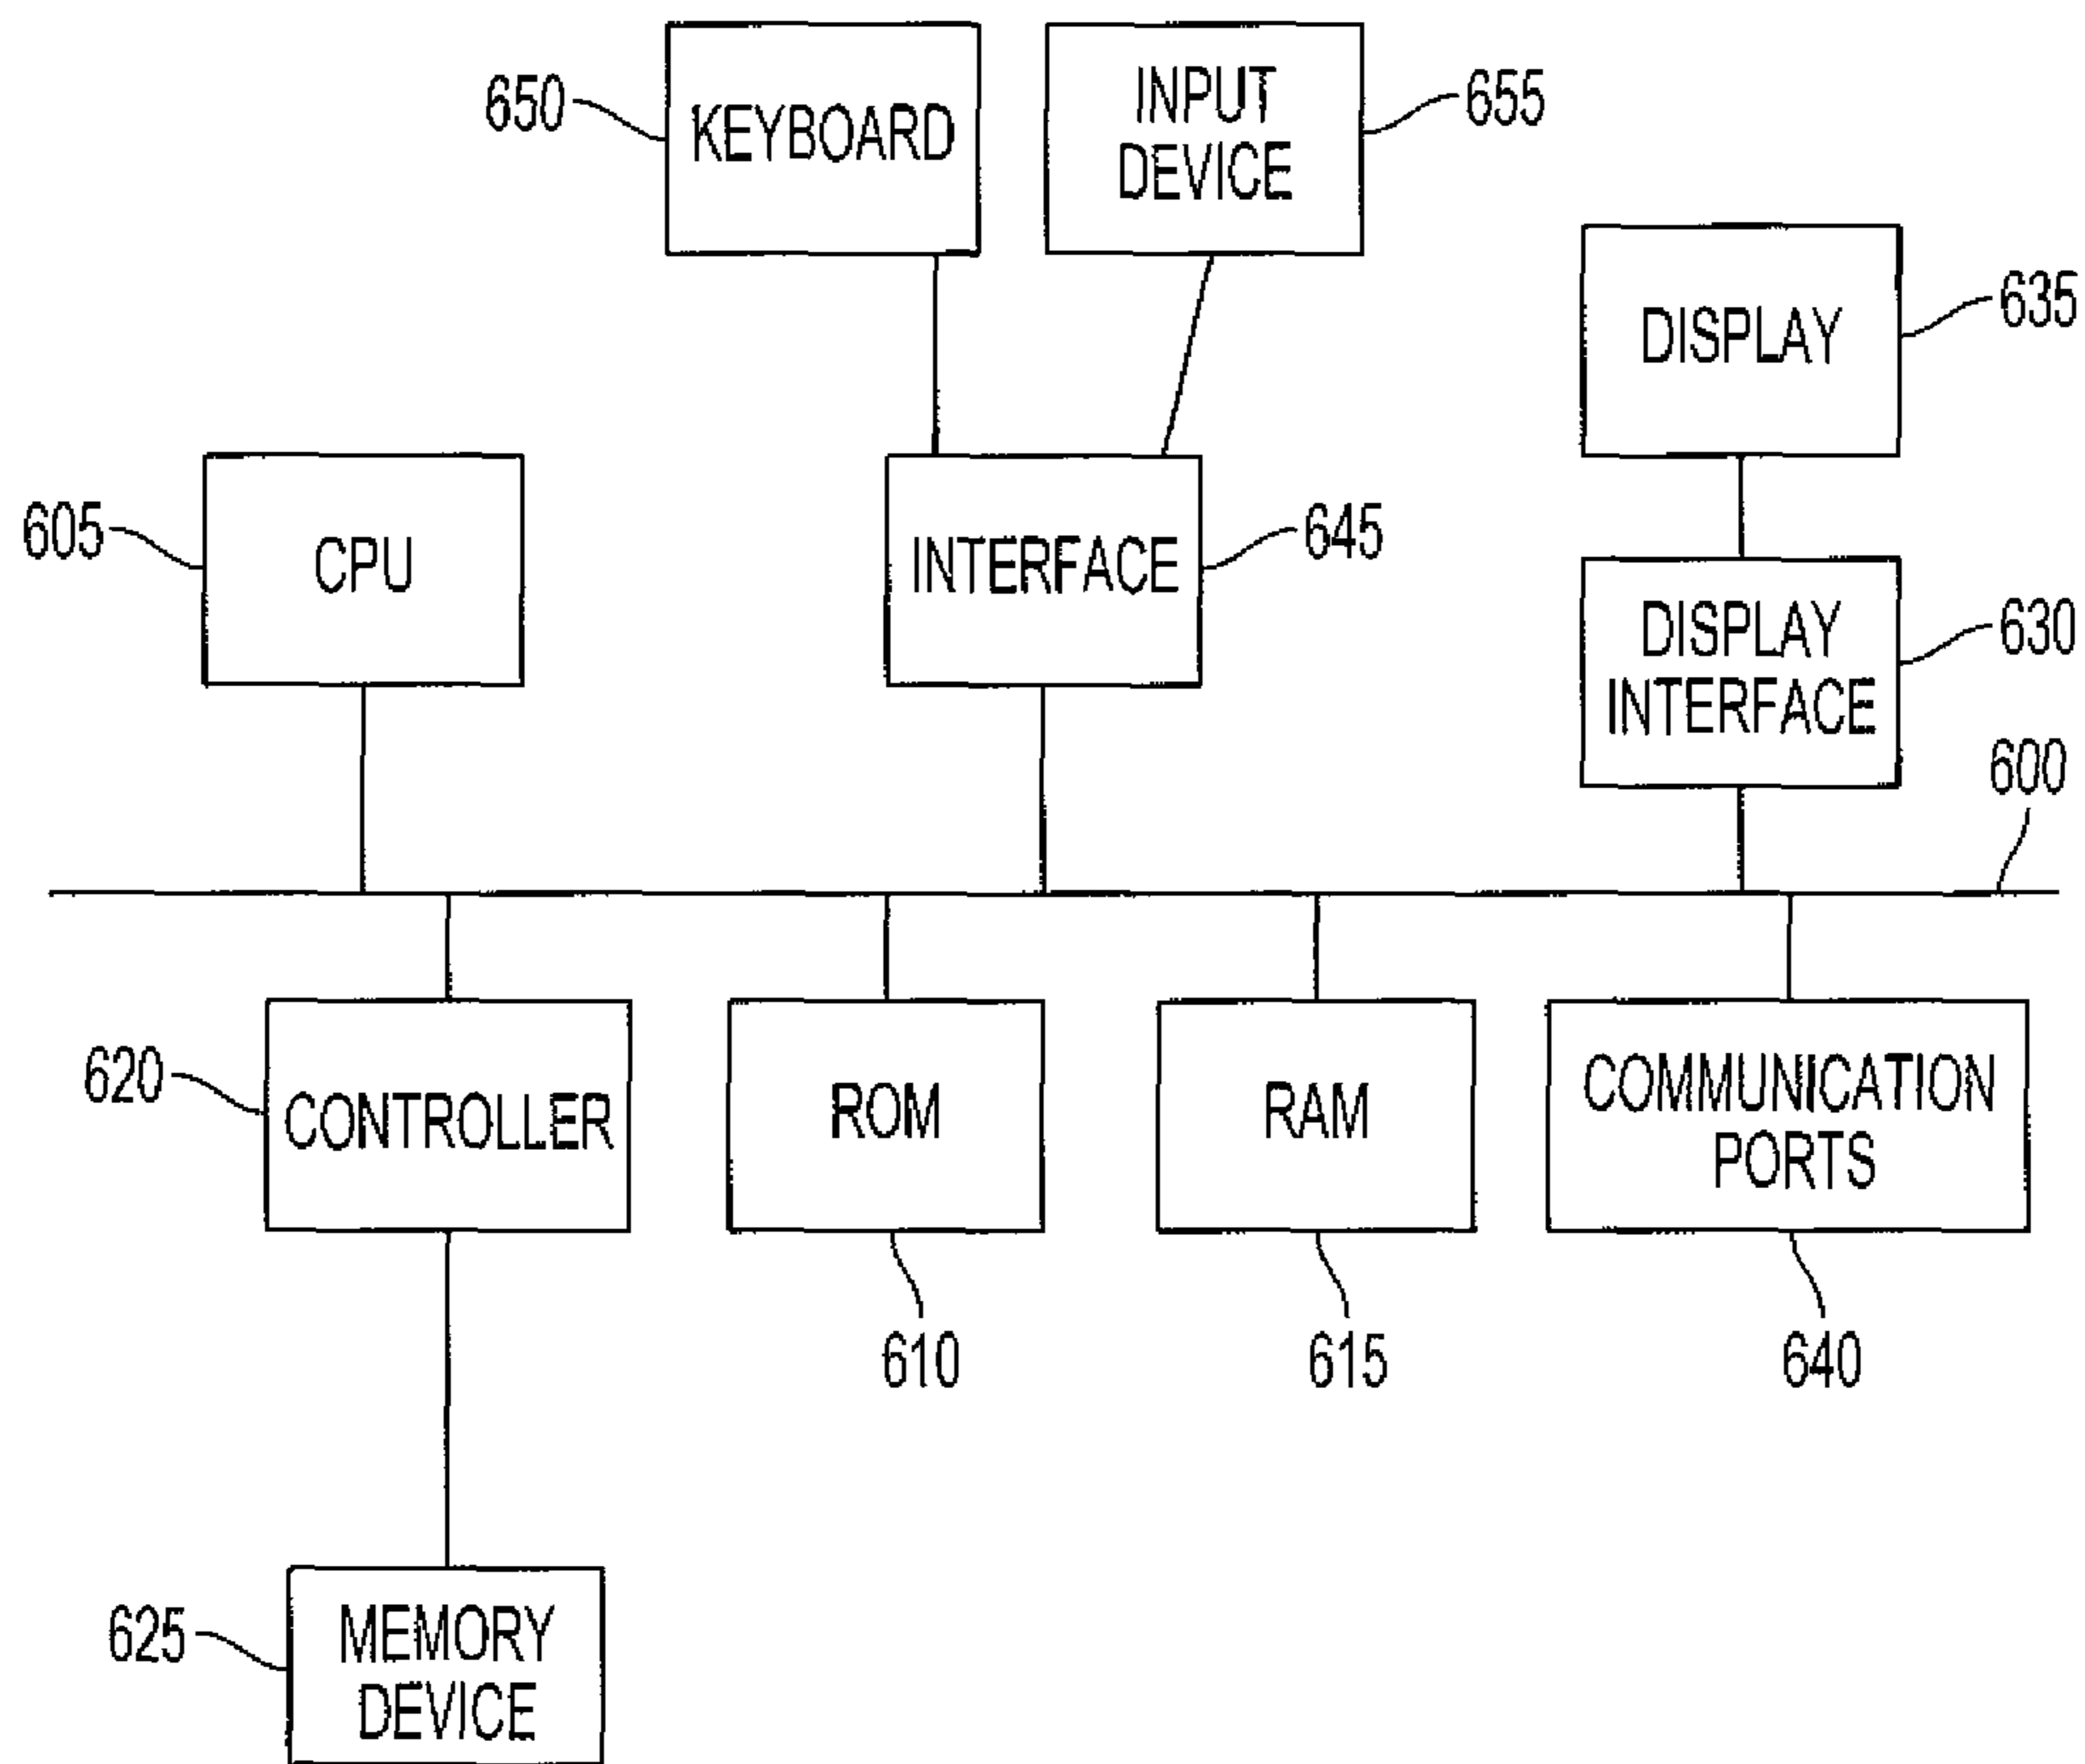 650
KEYBOARD
INPUT
DEVICE
655
DISPLAY
635
605
CPU
INTERFACE
645
DISPLAY
INTERFACE
630
600
620
CONTROLLER
ROM
RAM
COMMUNICATION
PORTS
610
615
640
625
MEMORY
DEVICE